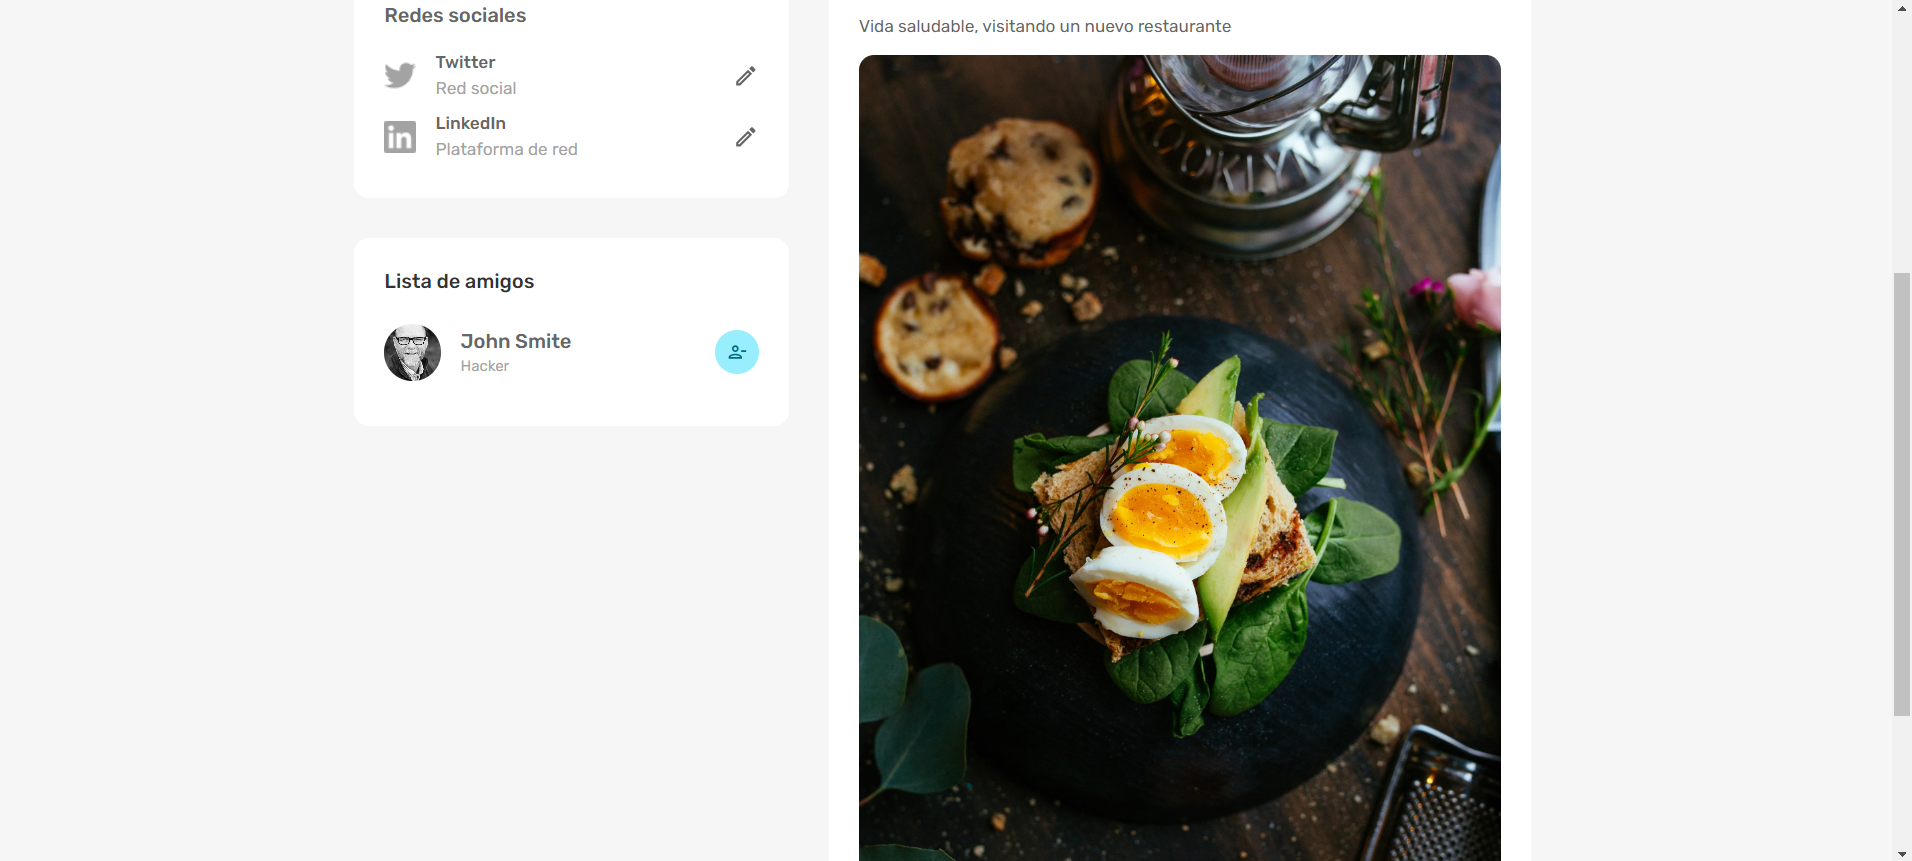 Redes sociales
Twitter
Red social
LinkedIn
Plataforma de red
Lista de amigos
John Smite
Hacker
Vida saludable, visitando un nuevo restaurante